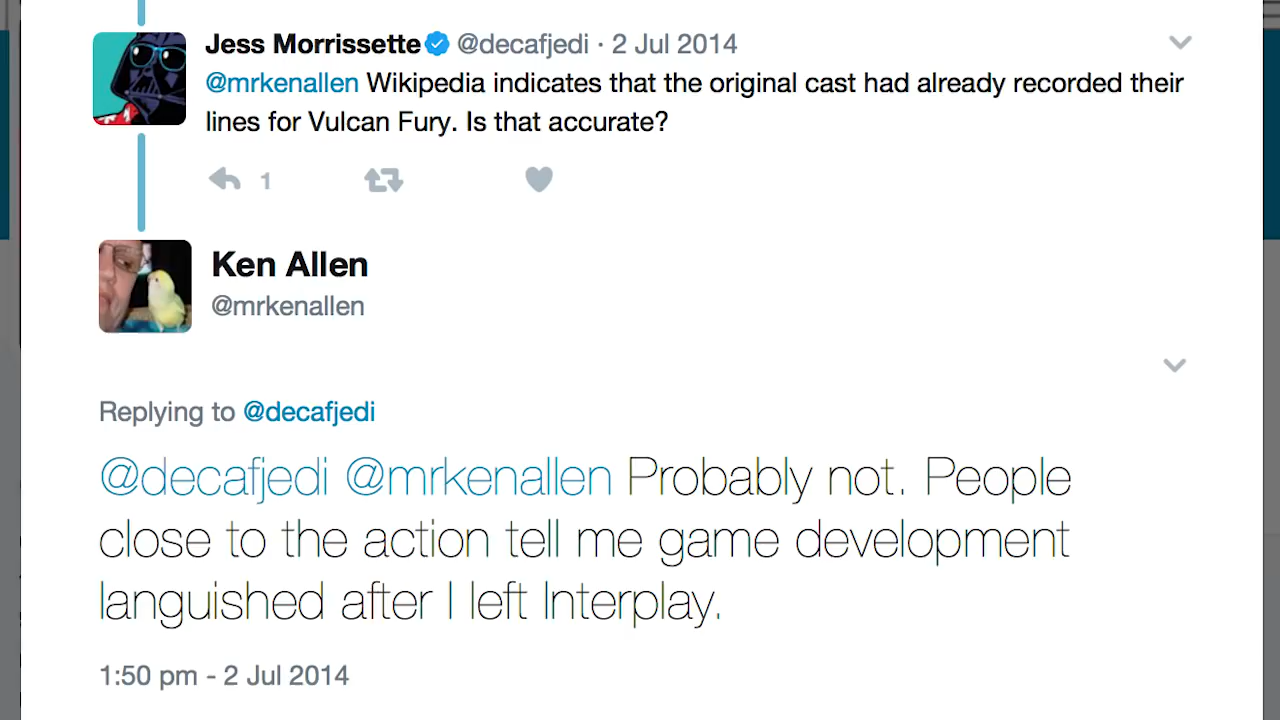 Jess Morrissette @decafjedi · 2 Jul 2014
@mrkenallen Wikipedia indicates that the original cast had already recorded their
lines for Vulcan Fury. Is that accurate?
1
Ken Allen
@mrkenallen
Replying to @decafjedi
@decafjedi @mrkenallen Probably not. People
close to the action tell me game development
languished after I left Interplay.
1:50 pm - 2 Jul 2014